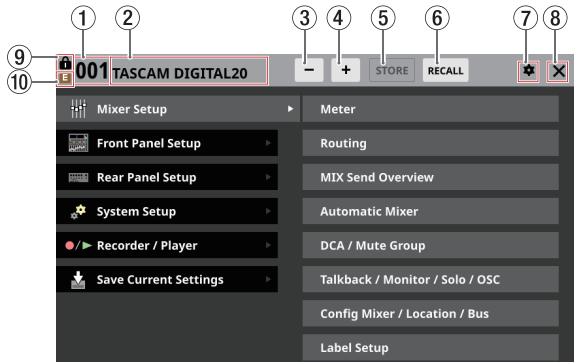 ① ② ③ ④ ⑤ ⑥ ⑦ ⑧
⑨
⑩
E 001 TASCAM DIGITAL20 − + STORE RECALL
Mixer Setup
Front Panel Setup
Rear Panel Setup
System Setup
Recorder / Player
Save Current Settings
Meter
Routing
MIX Send Overview
Automatic Mixer
DCA / Mute Group
Talkback / Monitor / Solo / OSC
Config Mixer / Location / Bus
Label Setup